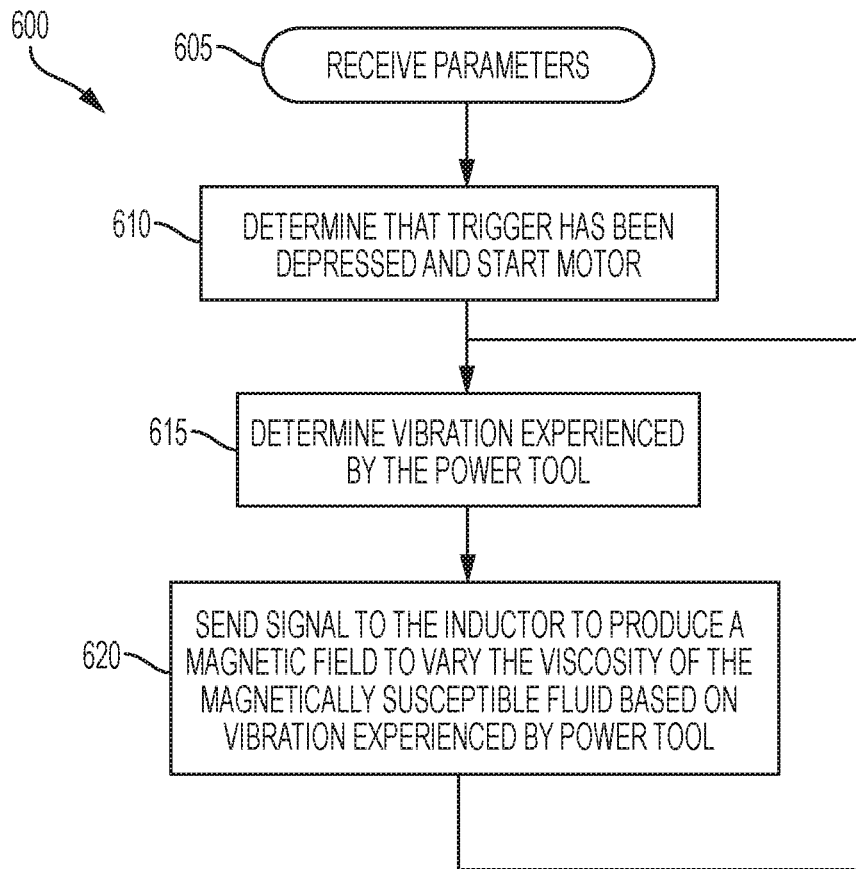 600
605
RECEIVE PARAMETERS
610
DETERMINE THAT TRIGGER HAS BEEN
DEPRESSED AND START MOTOR
615
DETERMINE VIBRATION EXPERIENCED
BY THE POWER TOOL
620
SEND SIGNAL TO THE INDUCTOR TO PRODUCE A
MAGNETIC FIELD TO VARY THE VISCOSITY OF THE
MAGNETICALLY SUSCEPTIBLE FLUID BASED ON
VIBRATION EXPERIENCED BY POWER TOOL